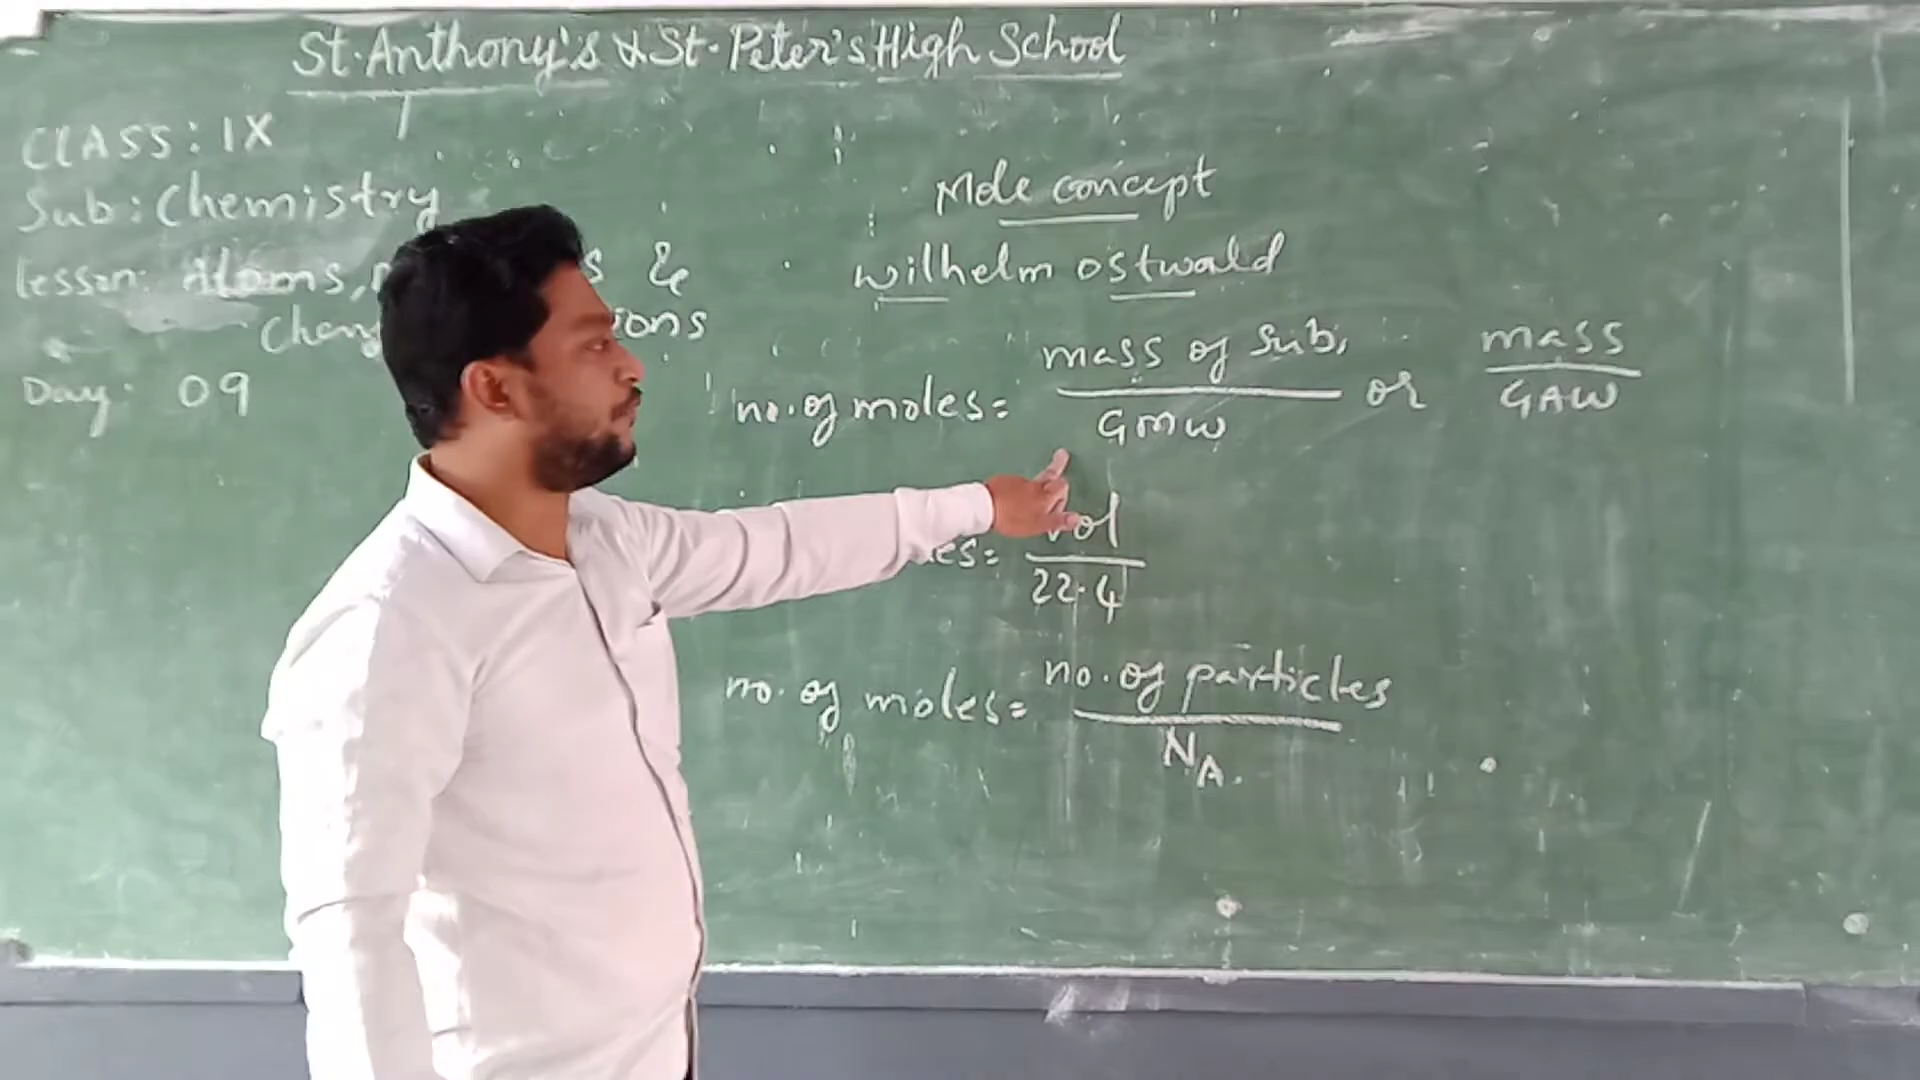 St. Anthony's & St. Peter's High School
CLASS: IX
Sub: Chemistry
lesson: Atoms, &
Day: 09
Mole concept
wilhelm ostwald
no. of moles = mass of sub. / GMW or mass / GAW
= vol / 22.4
no. of moles = no. of particles / NA.